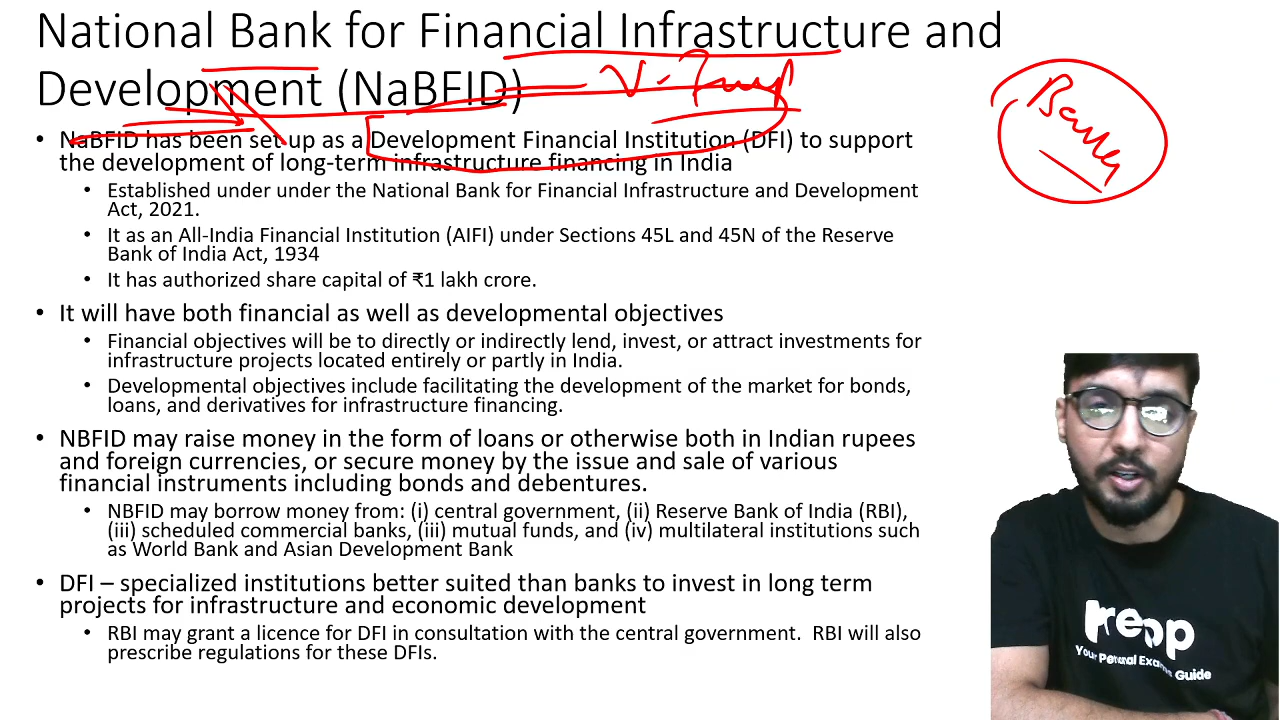 National Bank for Financial Infrastructure and
Development (NaBFID)
V. Imp
Banks
• NaBFID has been set up as a Development Financial Institution (DFI) to support
the development of long-term infrastructure financing in India
• Established under under the National Bank for Financial Infrastructure and Development
Act, 2021.
• It as an All-India Financial Institution (AIFI) under Sections 45L and 45N of the Reserve
Bank of India Act, 1934
• It has authorized share capital of ₹1 lakh crore.
• It will have both financial as well as developmental objectives
• Financial objectives will be to directly or indirectly lend, invest, or attract investments for
infrastructure projects located entirely or partly in India.
• Developmental objectives include facilitating the development of the market for bonds,
loans, and derivatives for infrastructure financing.
• NBFID may raise money in the form of loans or otherwise both in Indian rupees
and foreign currencies, or secure money by the issue and sale of various
financial instruments including bonds and debentures.
• NBFID may borrow money from: (i) central government, (ii) Reserve Bank of India (RBI),
(iii) scheduled commercial banks, (iii) mutual funds, and (iv) multilateral institutions such
as World Bank and Asian Development Bank
• DFI – specialized institutions better suited than banks to invest in long term
projects for infrastructure and economic development
• RBI may grant a licence for DFI in consultation with the central government. RBI will also
prescribe regulations for these DFIs.
prepp
Your Personal Exams Guide